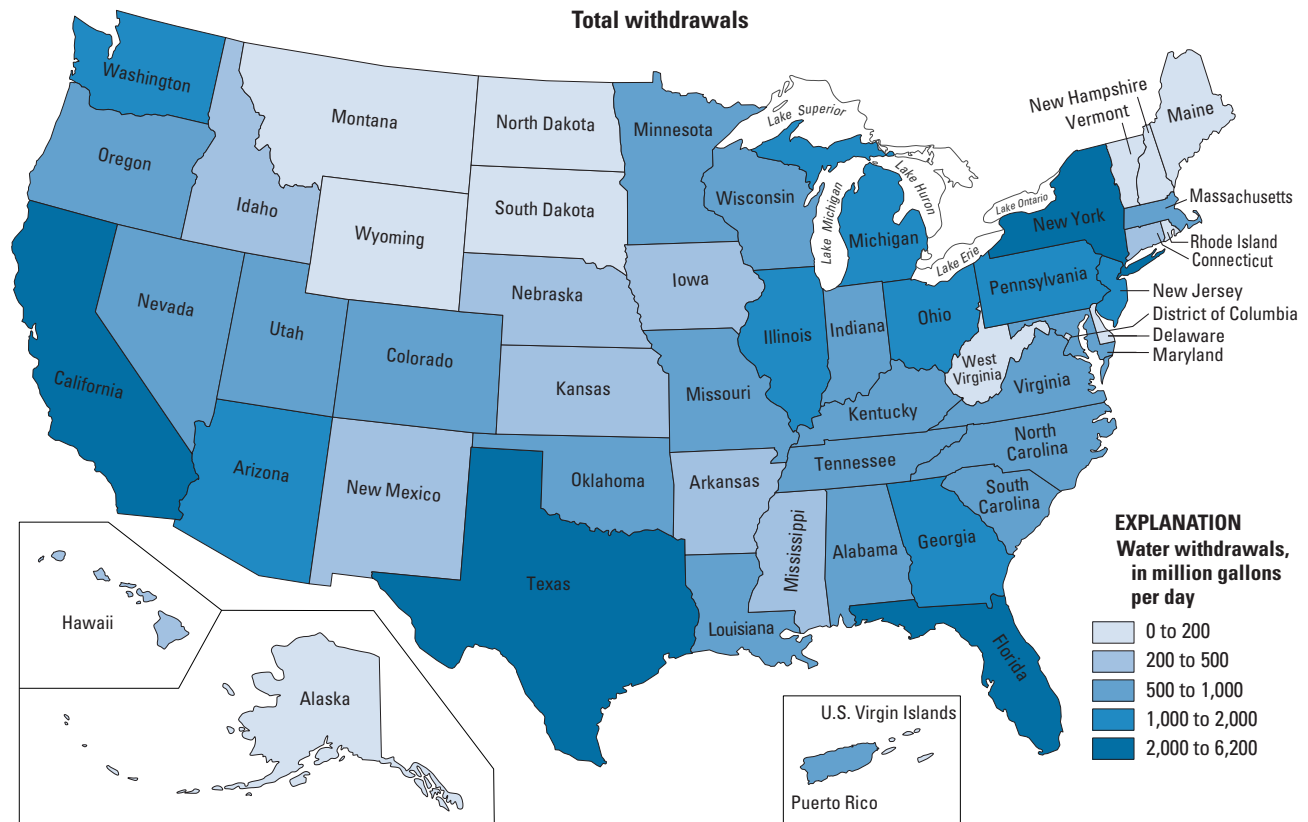 Total withdrawals
Washington
Oregon
California
Nevada
Idaho
Montana
Wyoming
Utah
Colorado
Arizona
New Mexico
North Dakota
South Dakota
Nebraska
Kansas
Oklahoma
Texas
Minnesota
Iowa
Missouri
Arkansas
Louisiana
Wisconsin
Illinois
Michigan
Indiana
Ohio
Kentucky
Tennessee
Mississippi
Alabama
Georgia
Florida
South
Carolina
North
Carolina
Virginia
West
Virginia
Pennsylvania
New York
New Hampshire
Vermont
Maine
Massachusetts
Rhode Island
Connecticut
New Jersey
District of Columbia
Delaware
Maryland
Lake Superior
Lake Michigan
Lake Huron
Lake Erie
Lake Ontario
Hawaii
Alaska
U.S. Virgin Islands
Puerto Rico
EXPLANATION
Water withdrawals,
in million gallons
per day
0 to 200
200 to 500
500 to 1,000
1,000 to 2,000
2,000 to 6,200